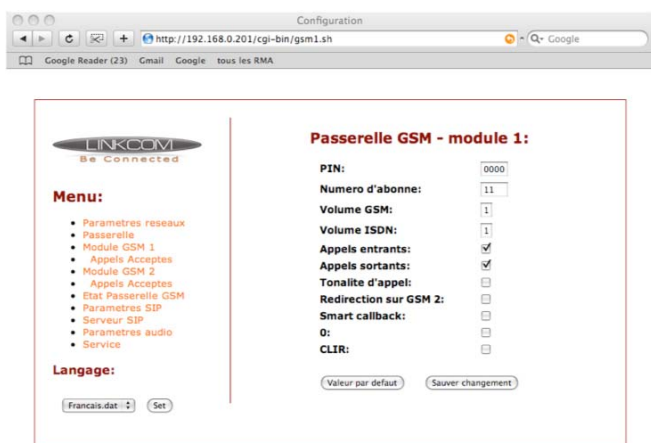 Configuration
http://192.168.0.201/cgi-bin/gsm1.sh
Google
Google Reader (23) Gmail Google tous les RMA
LINKCOM
Be Connected
Menu:
Parametres reseaux
Passerelle
Module GSM 1
Appels Acceptes
Module GSM 2
Appels Acceptes
Etat Passerelle GSM
Parametres SIP
Serveur SIP
Parametres audio
Service
Langage:
Francais.dat Set
Passerelle GSM - module 1:
PIN: 0000
Numero d'abonne: 11
Volume GSM: 1
Volume ISDN: 1
Appels entrants:
Appels sortants:
Tonalite d'appel:
Redirection sur GSM 2:
Smart callback:
0:
CLIR:
Valeur par defaut Sauver changement